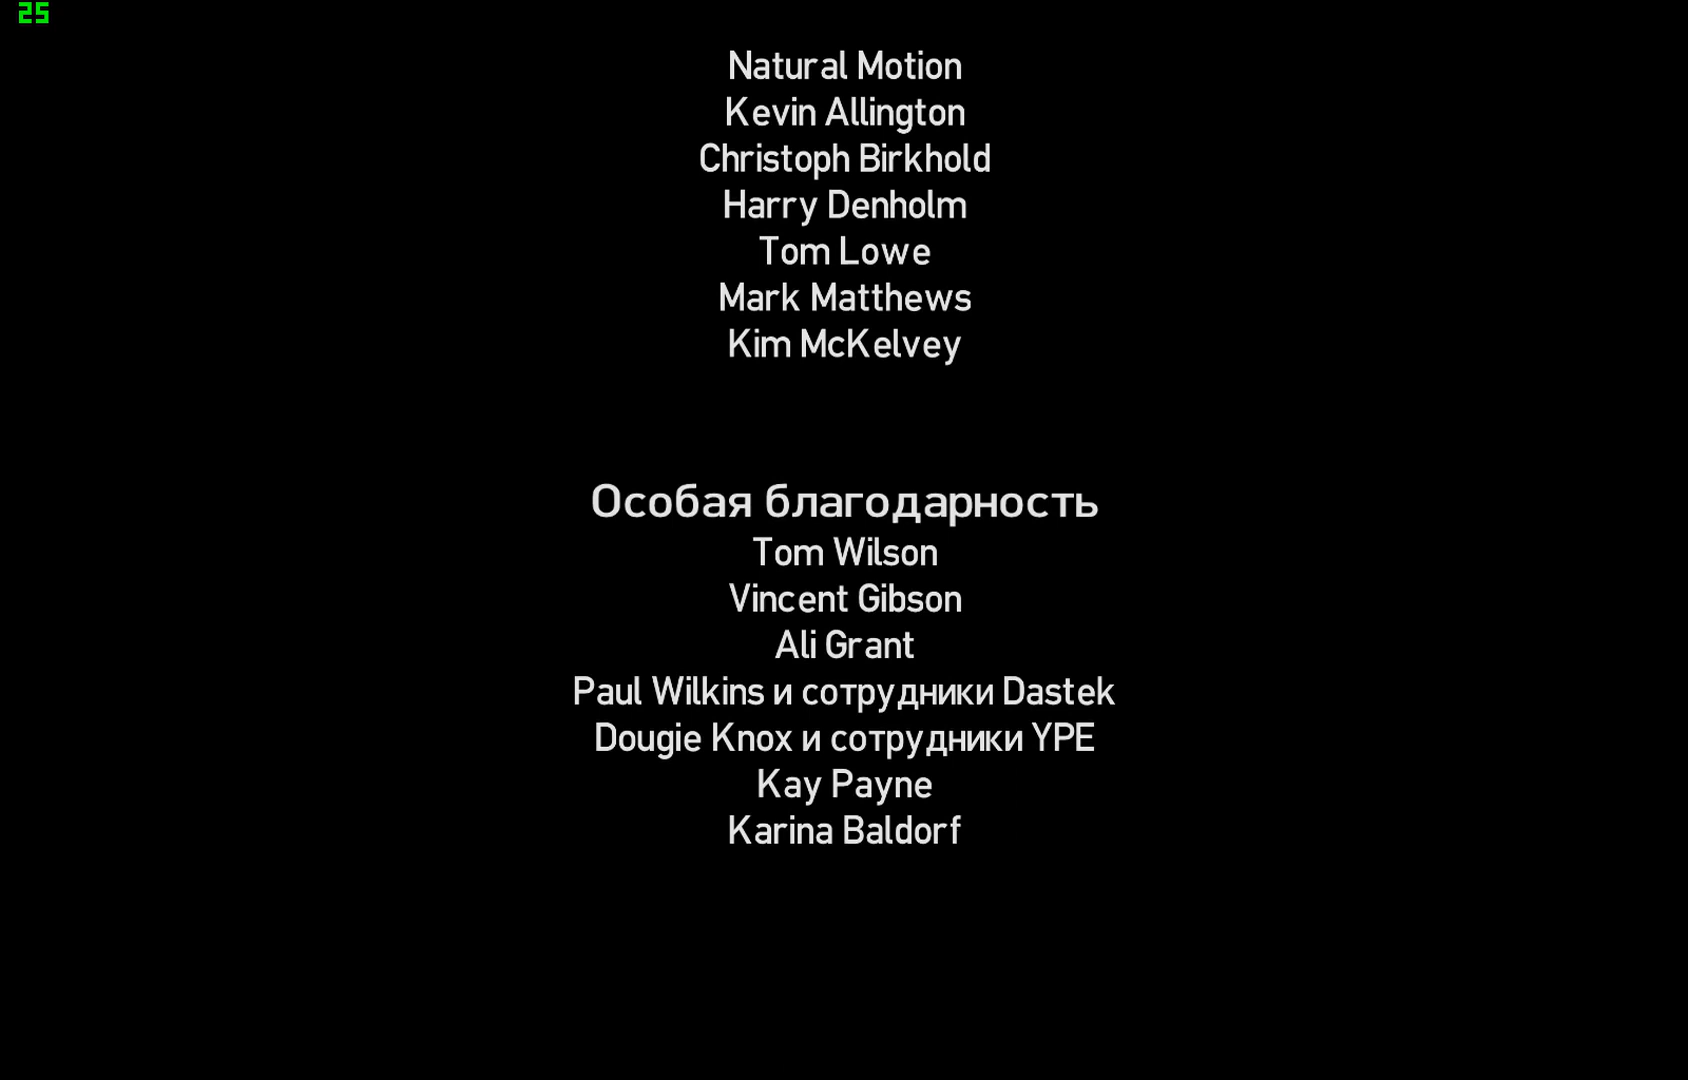 25
Natural Motion
Kevin Allington
Christoph Birkhold
Harry Denholm
Tom Lowe
Mark Matthews
Kim McKelvey
Особая благодарность
Tom Wilson
Vincent Gibson
Ali Grant
Paul Wilkins и сотрудники Dastek
Dougie Knox и сотрудники YPE
Kay Payne
Karina Baldorf